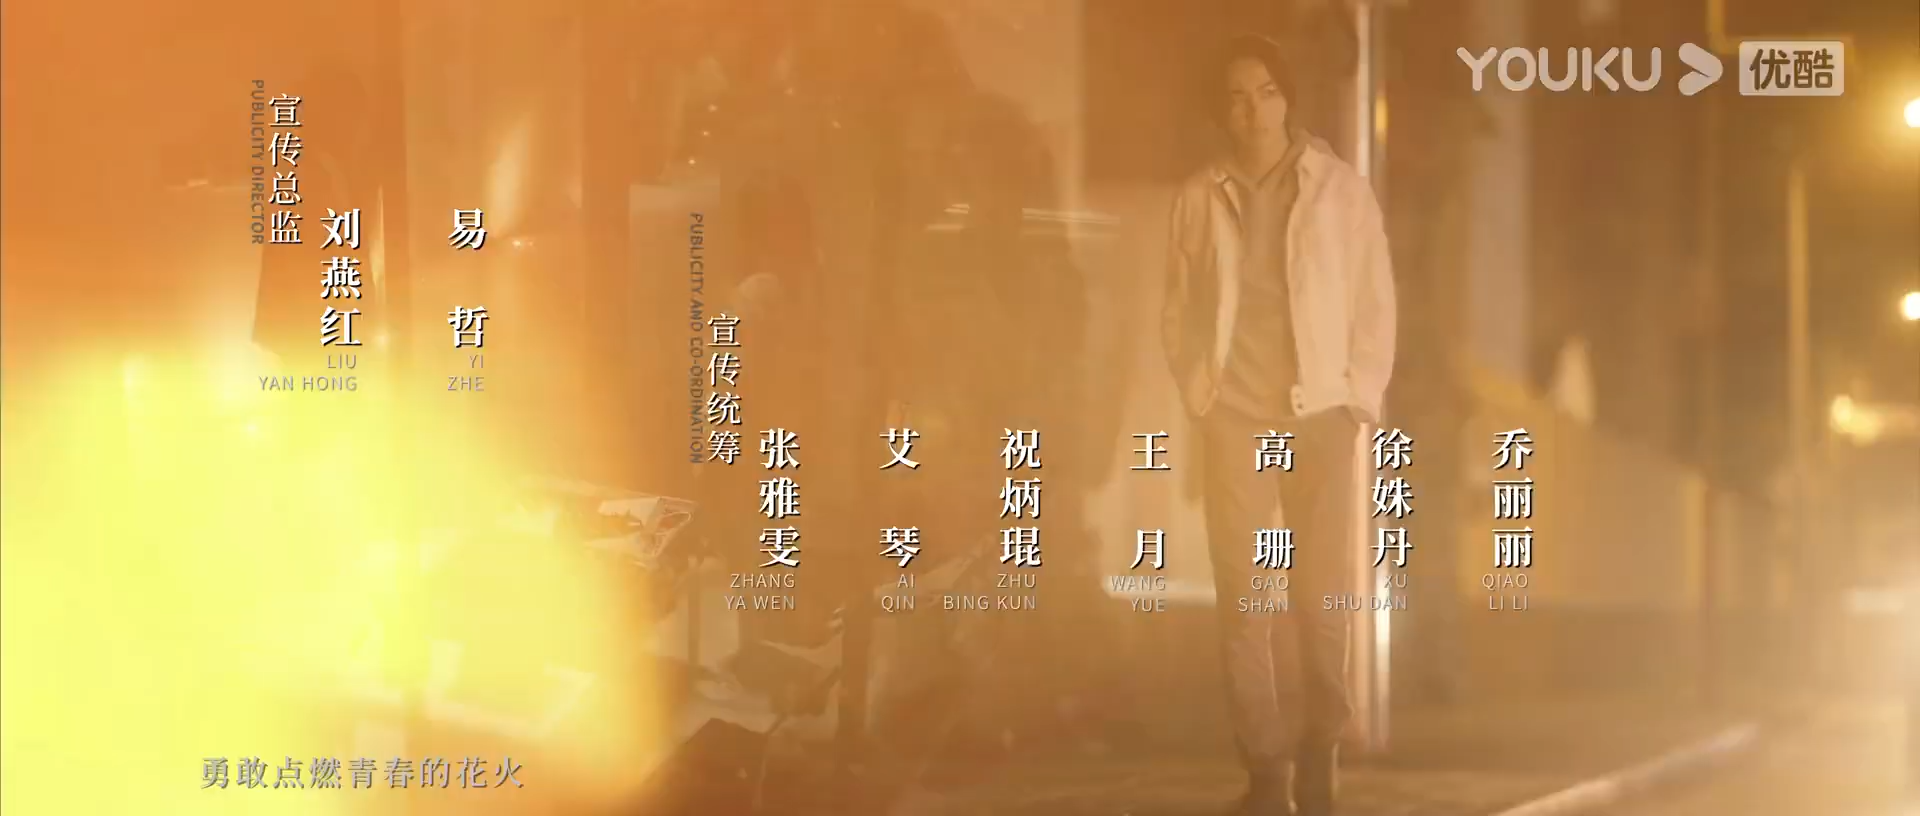 YOUKU 优酷
宣传总监
PUBLICITY DIRECTOR
刘燕红
LIU
YAN HONG
易哲
YI
ZHE
宣传统筹
PUBLICITY AND CO-ORDINATION
张雅雯
ZHANG
YA WEN
艾琴
AI
QIN
祝炳琨
ZHU
BING KUN
王月
WANG
YUE
高珊
GAO
SHAN
徐姝丹
XU
SHU DAN
乔丽丽
QIAO
LI LI
勇敢点燃青春的花火